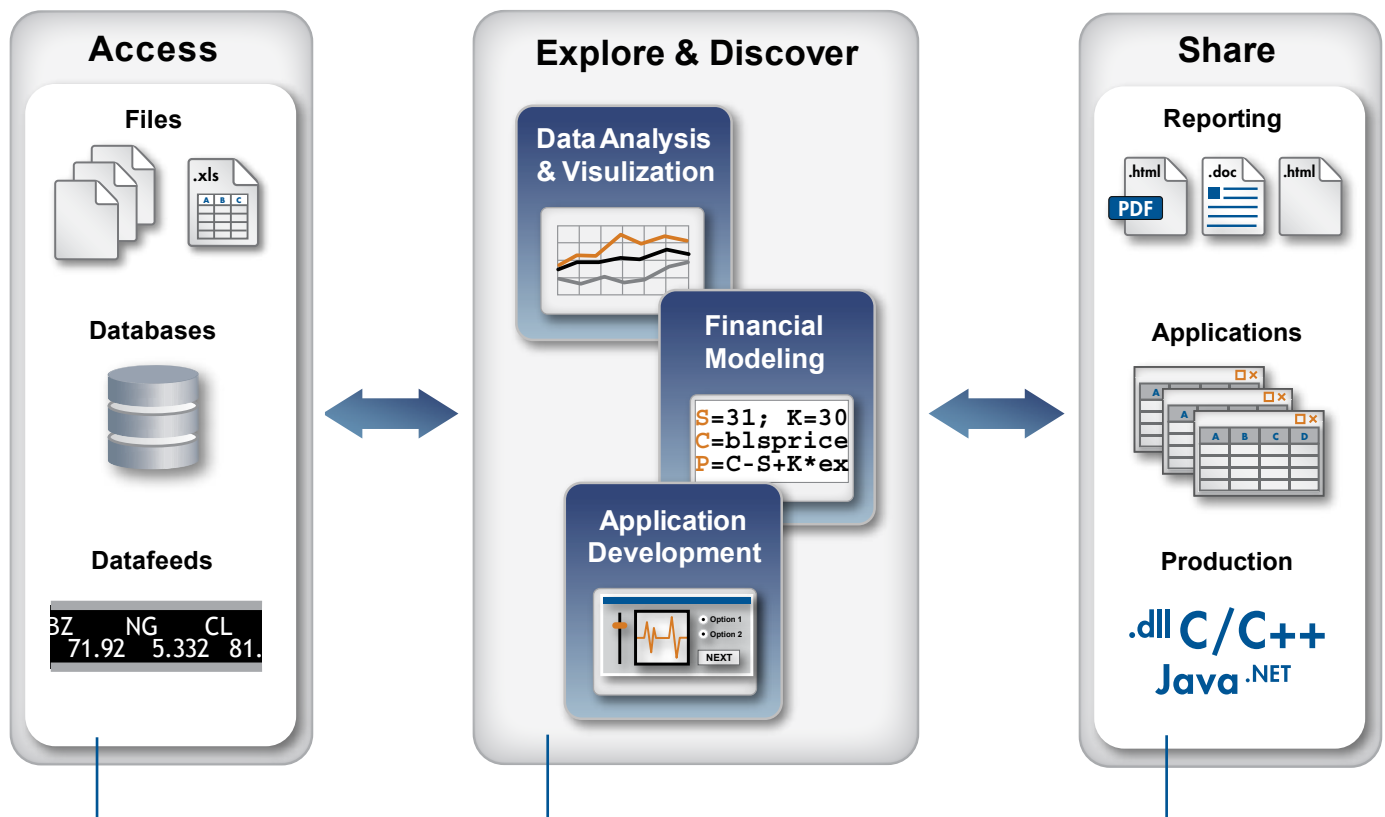 Access
Files
.xls
A B C
Databases
Datafeeds
BZ NG CL
71.92 5.332 81.
Explore & Discover
Data Analysis
& Visulization
Financial
Modeling
S=31; K=30
C=blsprice
P=C-S+K*ex
Application
Development
Option 1
Option 2
NEXT
Share
Reporting
.html
PDF
.doc
.html
Applications
A
A
A B C D
Production
.dll C/C++
Java .NET